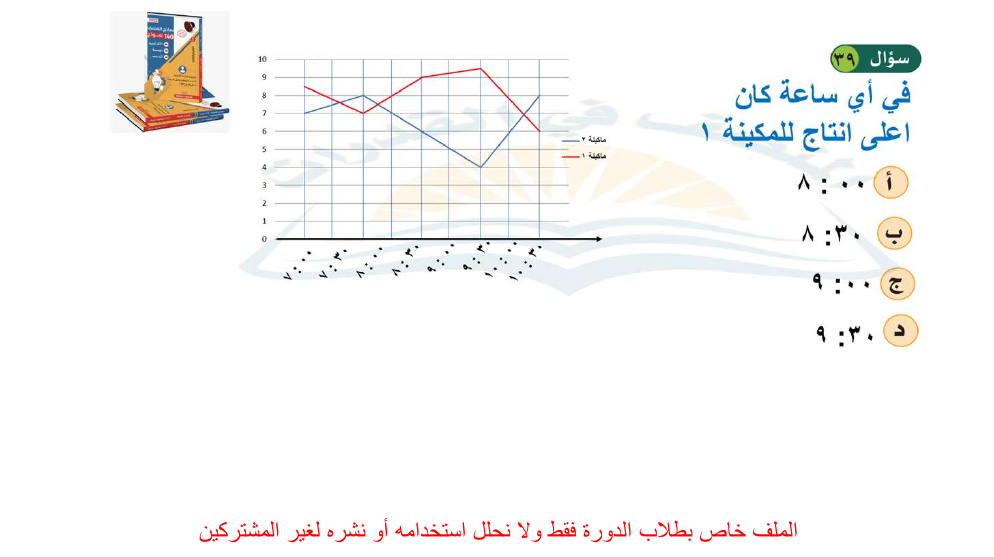 سؤال ٣٩
في أي ساعة كان
اعلى انتاج للمكينة ١
أ ٨ : ٠٠
ب ٨ :٣٠
ج ٩ :٠٠
د ٩ :٣٠
10
9
8
7
6
5
4
3
2
1
0
ماكينة ٢
ماكينة ١
٧:٠٠
٧:٣٠
٨:٠٠
٨:٣٠
٩:٠٠
٩:٣٠
١٠:٠٠
١٠:٣٠
الملف خاص بطلاب الدورة فقط ولا نحلل استخدامه أو نشره لغير المشتركين